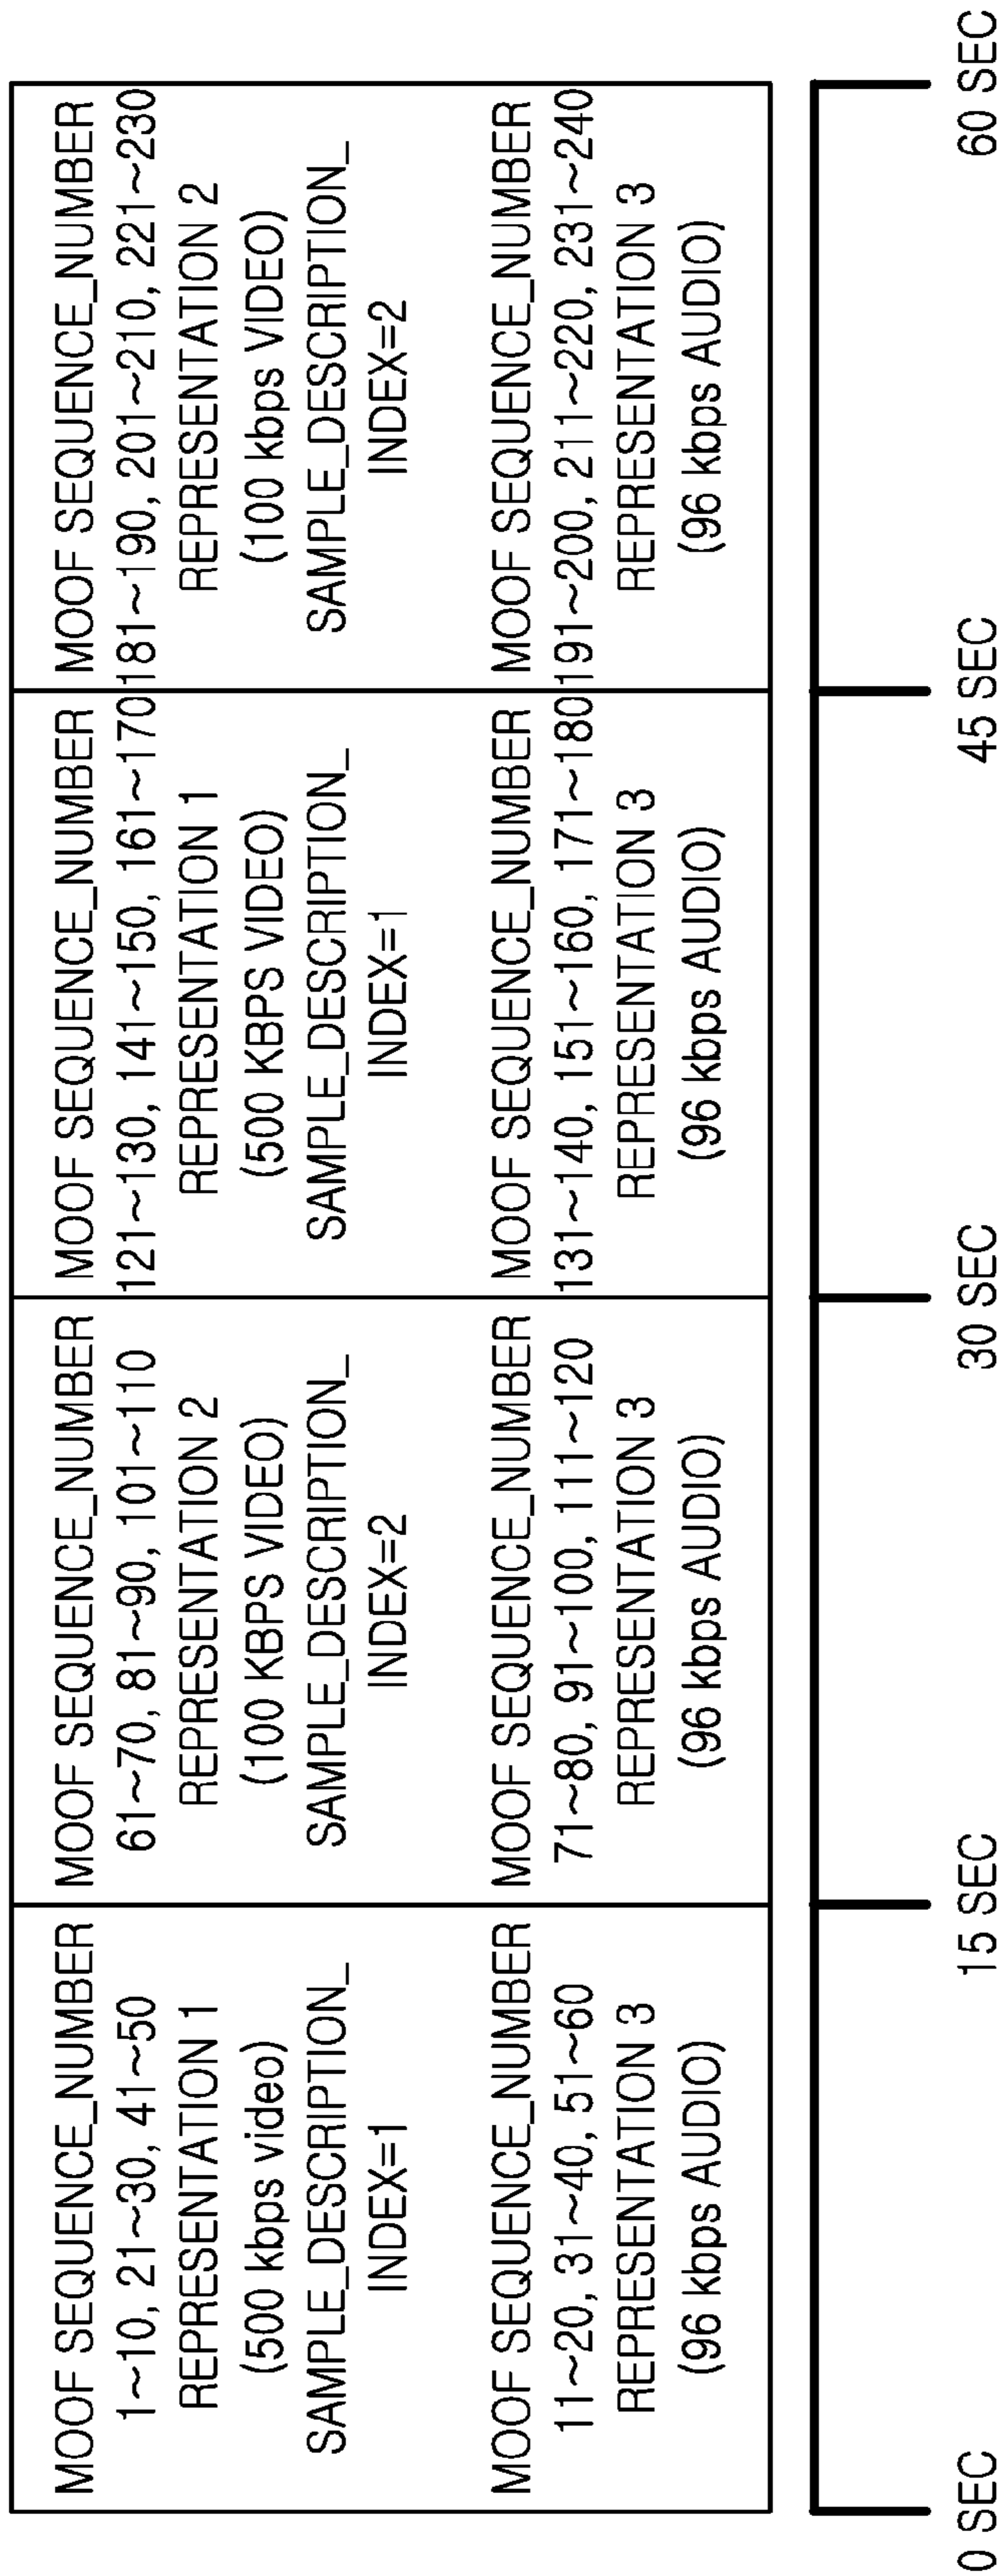 MOOF SEQUENCE_NUMBER
1~10, 21~30, 41~50
REPRESENTATION 1
(500 kbps video)
SAMPLE_DESCRIPTION_
INDEX=1
MOOF SEQUENCE_NUMBER
11~20, 31~40, 51~60
REPRESENTATION 3
(96 kbps AUDIO)
MOOF SEQUENCE_NUMBER
61~70, 81~90, 101~110
REPRESENTATION 2
(100 KBPS VIDEO)
SAMPLE_DESCRIPTION_
INDEX=2
MOOF SEQUENCE_NUMBER
71~80, 91~100, 111~120
REPRESENTATION 3
(96 kbps AUDIO)
MOOF SEQUENCE_NUMBER
121~130, 141~150, 161~170
REPRESENTATION 1
(500 KBPS VIDEO)
SAMPLE_DESCRIPTION_
INDEX=1
MOOF SEQUENCE_NUMBER
131~140, 151~160, 171~180
REPRESENTATION 3
(96 kbps AUDIO)
MOOF SEQUENCE_NUMBER
181~190, 201~210, 221~230
REPRESENTATION 2
(100 kbps VIDEO)
SAMPLE_DESCRIPTION_
INDEX=2
MOOF SEQUENCE_NUMBER
191~200, 211~220, 231~240
REPRESENTATION 3
(96 kbps AUDIO)
0 SEC
15 SEC
30 SEC
45 SEC
60 SEC